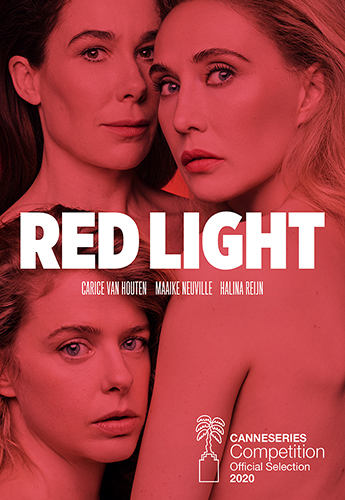 RED LIGHT
CARICE VAN HOUTEN MAAIKE NEUVILLE HALINA REIJN
CANNESERIES
Competition
Official Selection
2020